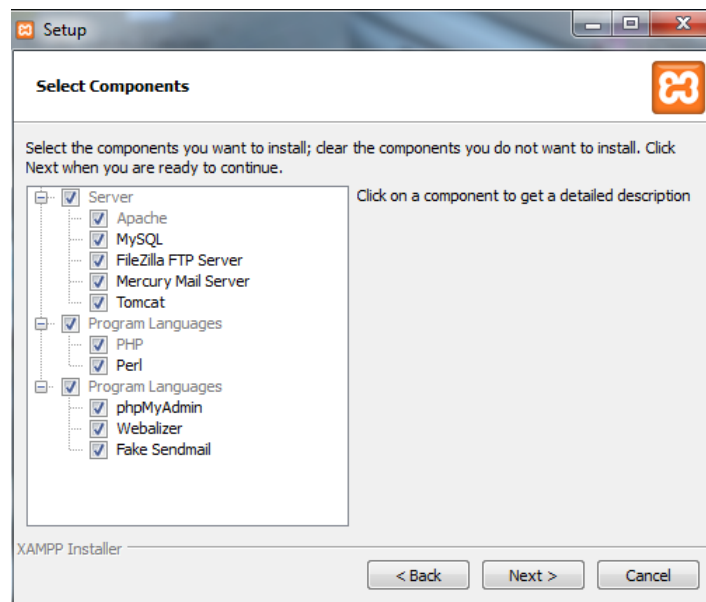 Setup
Select Components
Select the components you want to install; clear the components you do not want to install. Click
Next when you are ready to continue.
Server
Apache
MySQL
FileZilla FTP Server
Mercury Mail Server
Tomcat
Program Languages
PHP
Perl
Program Languages
phpMyAdmin
Webalizer
Fake Sendmail
Click on a component to get a detailed description
XAMPP Installer
< Back
Next >
Cancel